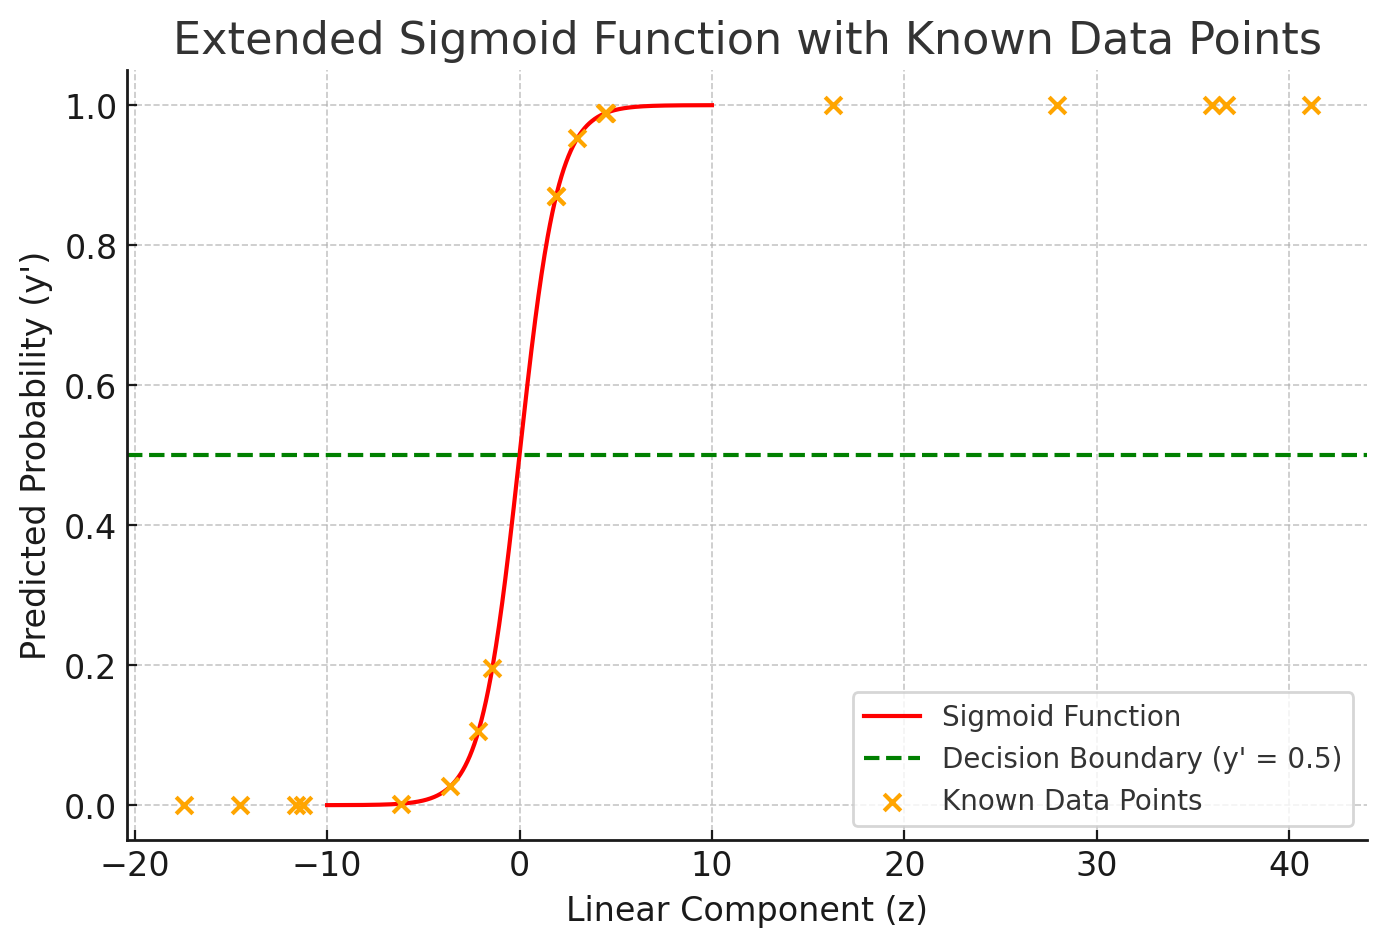 Extended Sigmoid Function with Known Data Points
Predicted Probability (y')
1.0
0.8
0.6
0.4
0.2
0.0
Sigmoid Function
Decision Boundary (y' = 0.5)
Known Data Points
−20 −10 0 10 20 30 40
Linear Component (z)